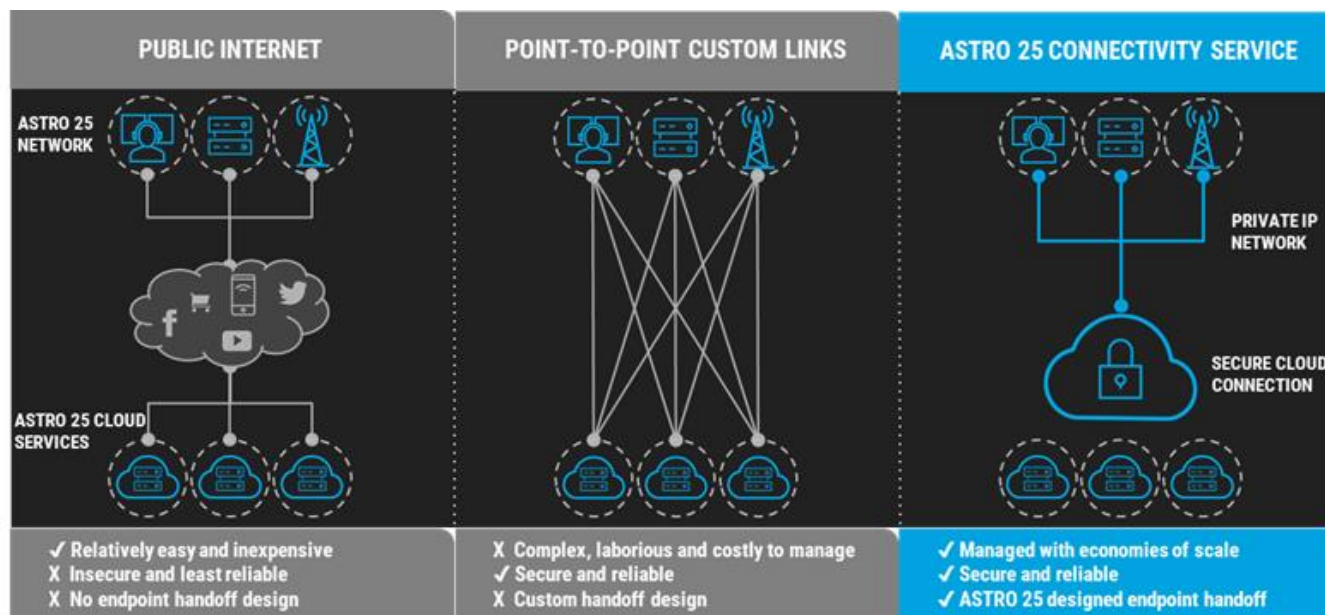 PUBLIC INTERNET
POINT-TO-POINT CUSTOM LINKS
ASTRO 25 CONNECTIVITY SERVICE
ASTRO 25
NETWORK
PRIVATE IP
NETWORK
f
SECURE CLOUD
CONNECTION
ASTRO 25 CLOUD
SERVICES
✓ Relatively easy and inexpensive
X Insecure and least reliable
X No endpoint handoff design
X Complex, laborious and costly to manage
✓ Secure and reliable
X Custom handoff design
✓ Managed with economies of scale
✓ Secure and reliable
✓ ASTRO 25 designed endpoint handoff